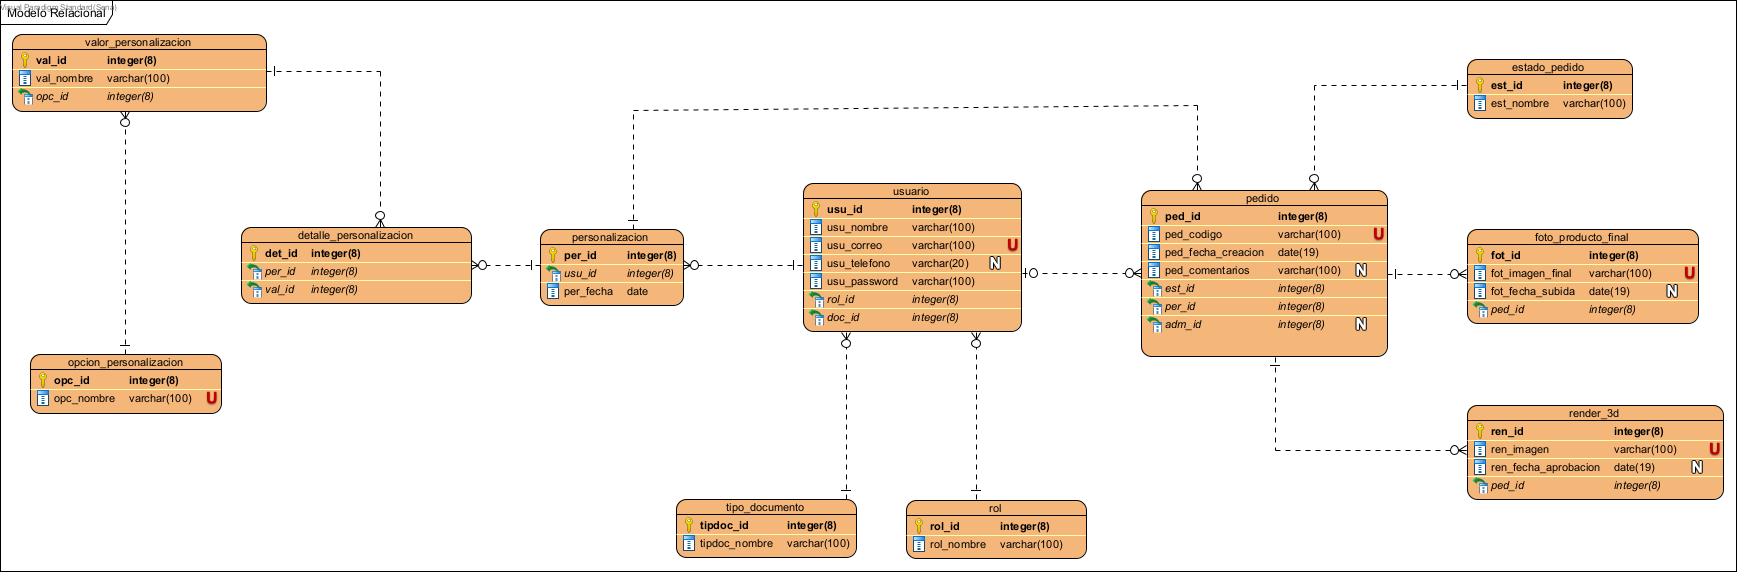 Visual Paradigm Standard(Sena)
Modelo Relacional
valor_personalizacion
val_id integer(8)
val_nombre varchar(100)
opc_id integer(8)
estado_pedido
est_id integer(8)
est_nombre varchar(100)
usuario
usu_id integer(8)
usu_nombre varchar(100)
usu_correo varchar(100) U
usu_telefono varchar(20) N
usu_password varchar(100)
rol_id integer(8)
doc_id integer(8)
pedido
ped_id integer(8)
ped_codigo varchar(100) U
ped_fecha_creacion date(19)
ped_comentarios varchar(100) N
est_id integer(8)
per_id integer(8)
adm_id integer(8) N
detalle_personalizacion
det_id integer(8)
per_id integer(8)
val_id integer(8)
personalizacion
per_id integer(8)
usu_id integer(8)
per_fecha date
foto_producto_final
fot_id integer(8)
fot_imagen_final varchar(100) U
fot_fecha_subida date(19) N
ped_id integer(8)
opcion_personalizacion
opc_id integer(8)
opc_nombre varchar(100) U
render_3d
ren_id integer(8)
ren_imagen varchar(100) U
ren_fecha_aprobacion date(19) N
ped_id integer(8)
tipo_documento
tipdoc_id integer(8)
tipdoc_nombre varchar(100)
rol
rol_id integer(8)
rol_nombre varchar(100)